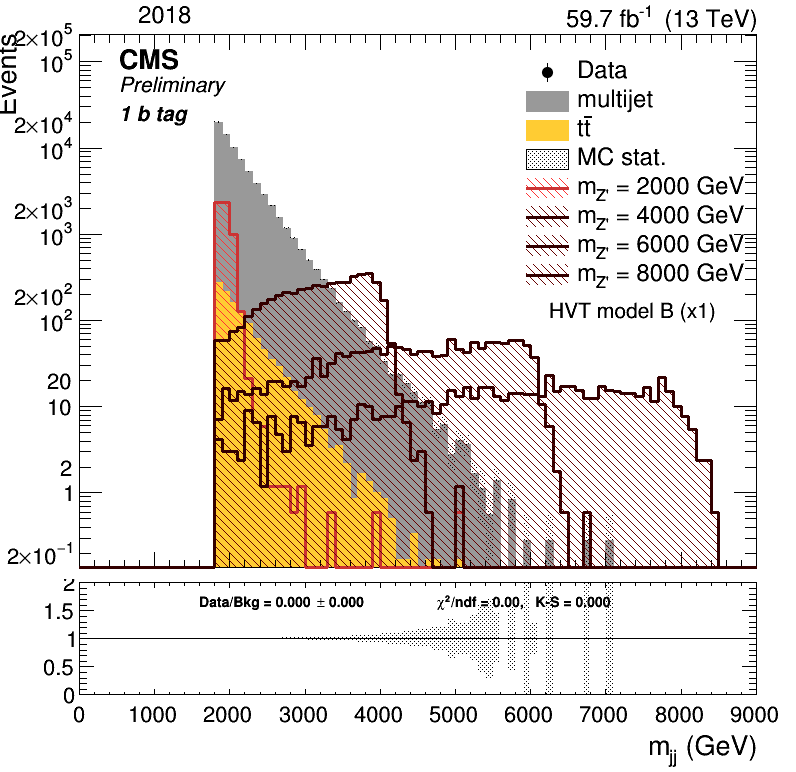 2018
59.7 fb⁻¹ (13 TeV)
Events
2×10⁵
10⁵
2×10⁴
10⁴
2×10³
10³
2×10²
10²
20
10
2
1
2×10⁻¹
CMS
Preliminary
1 b tag
Data
multijet
tt̄
MC stat.
m_Z' = 2000 GeV
m_Z' = 4000 GeV
m_Z' = 6000 GeV
m_Z' = 8000 GeV
HVT model B (x1)
2
1.5
1
0.5
0
Data/Bkg = 0.000 ± 0.000
χ²/ndf = 0.00, K-S = 0.000
0 1000 2000 3000 4000 5000 6000 7000 8000 9000
m_jj (GeV)